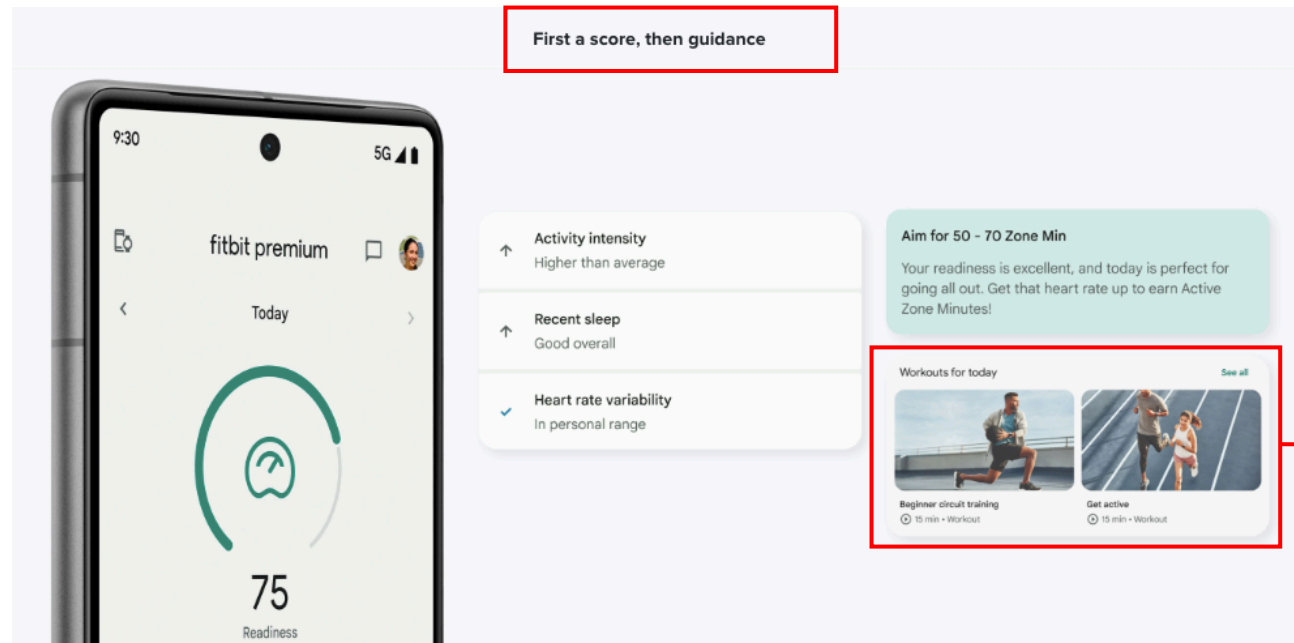 First a score, then guidance
9:30
5G
fitbit premium
Today
75
Readiness
Activity intensity
Higher than average
Recent sleep
Good overall
Heart rate variability
In personal range
Aim for 50 - 70 Zone Min
Your readiness is excellent, and today is perfect for
going all out. Get that heart rate up to earn Active
Zone Minutes!
Workouts for today
See all
Beginner circuit training
15 min • Workout
Get active
15 min • Workout